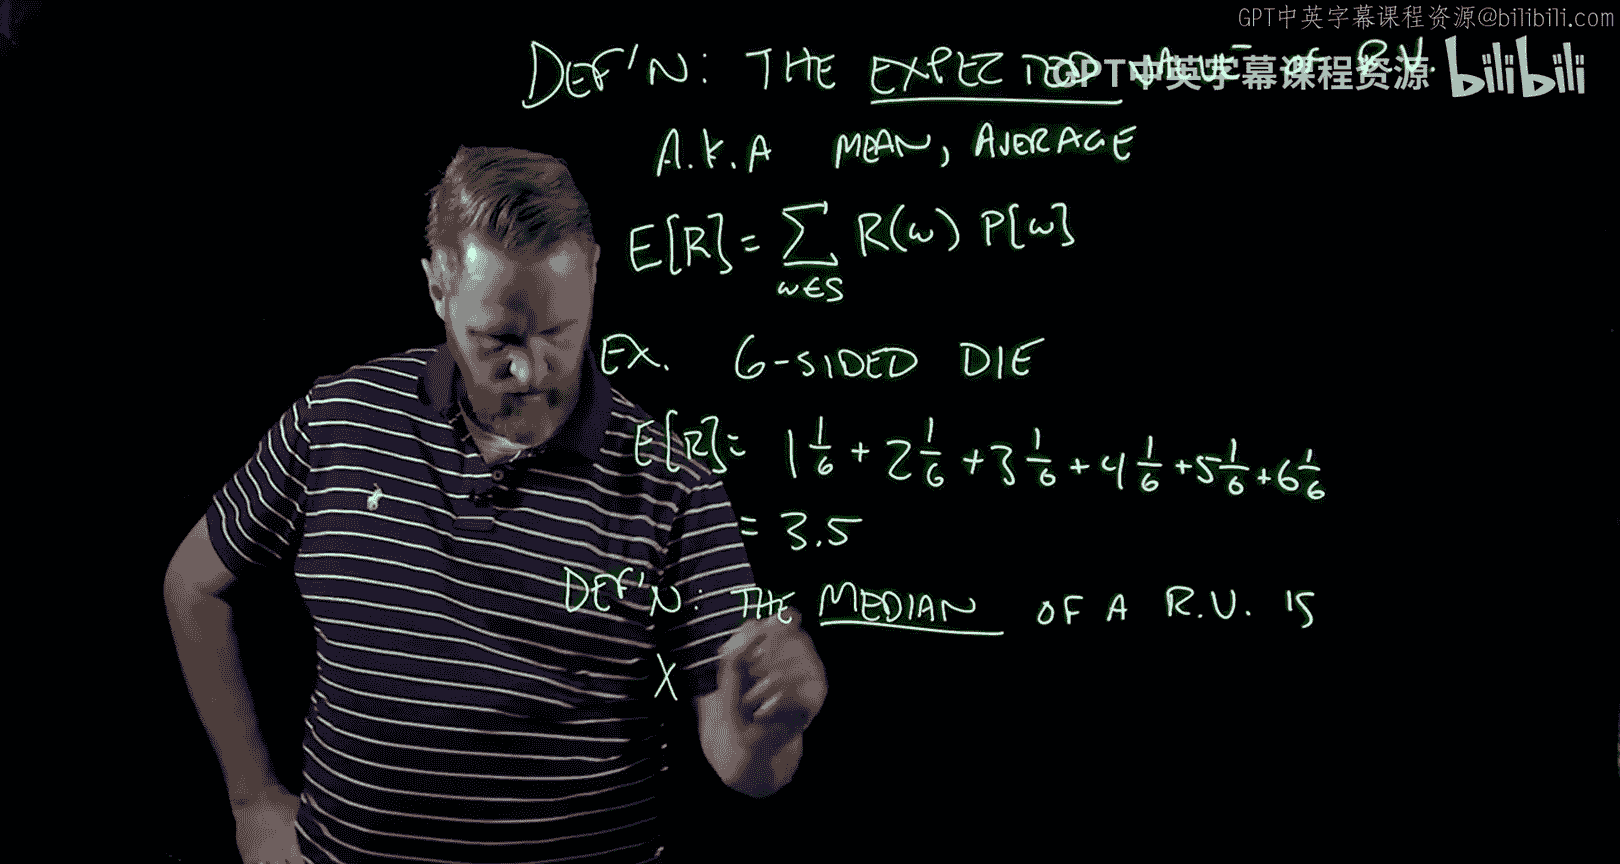 GPT中英字幕课程资源@bilibili.com
DEF'N: THE EXPECTED VALUE OF R.V.
GPT中英字幕课程资源 bilibili
A.K.A MEAN, AVERAGE
E[R] = ∑ R(ω) P[ω]
ω∈S
EX. 6-SIDED DIE
E[R] = 1 1/6 + 2 1/6 + 3 1/6 + 4 1/6 + 5 1/6 + 6 1/6
= 3.5
DEF'N: THE MEDIAN OF A R.V. IS
X